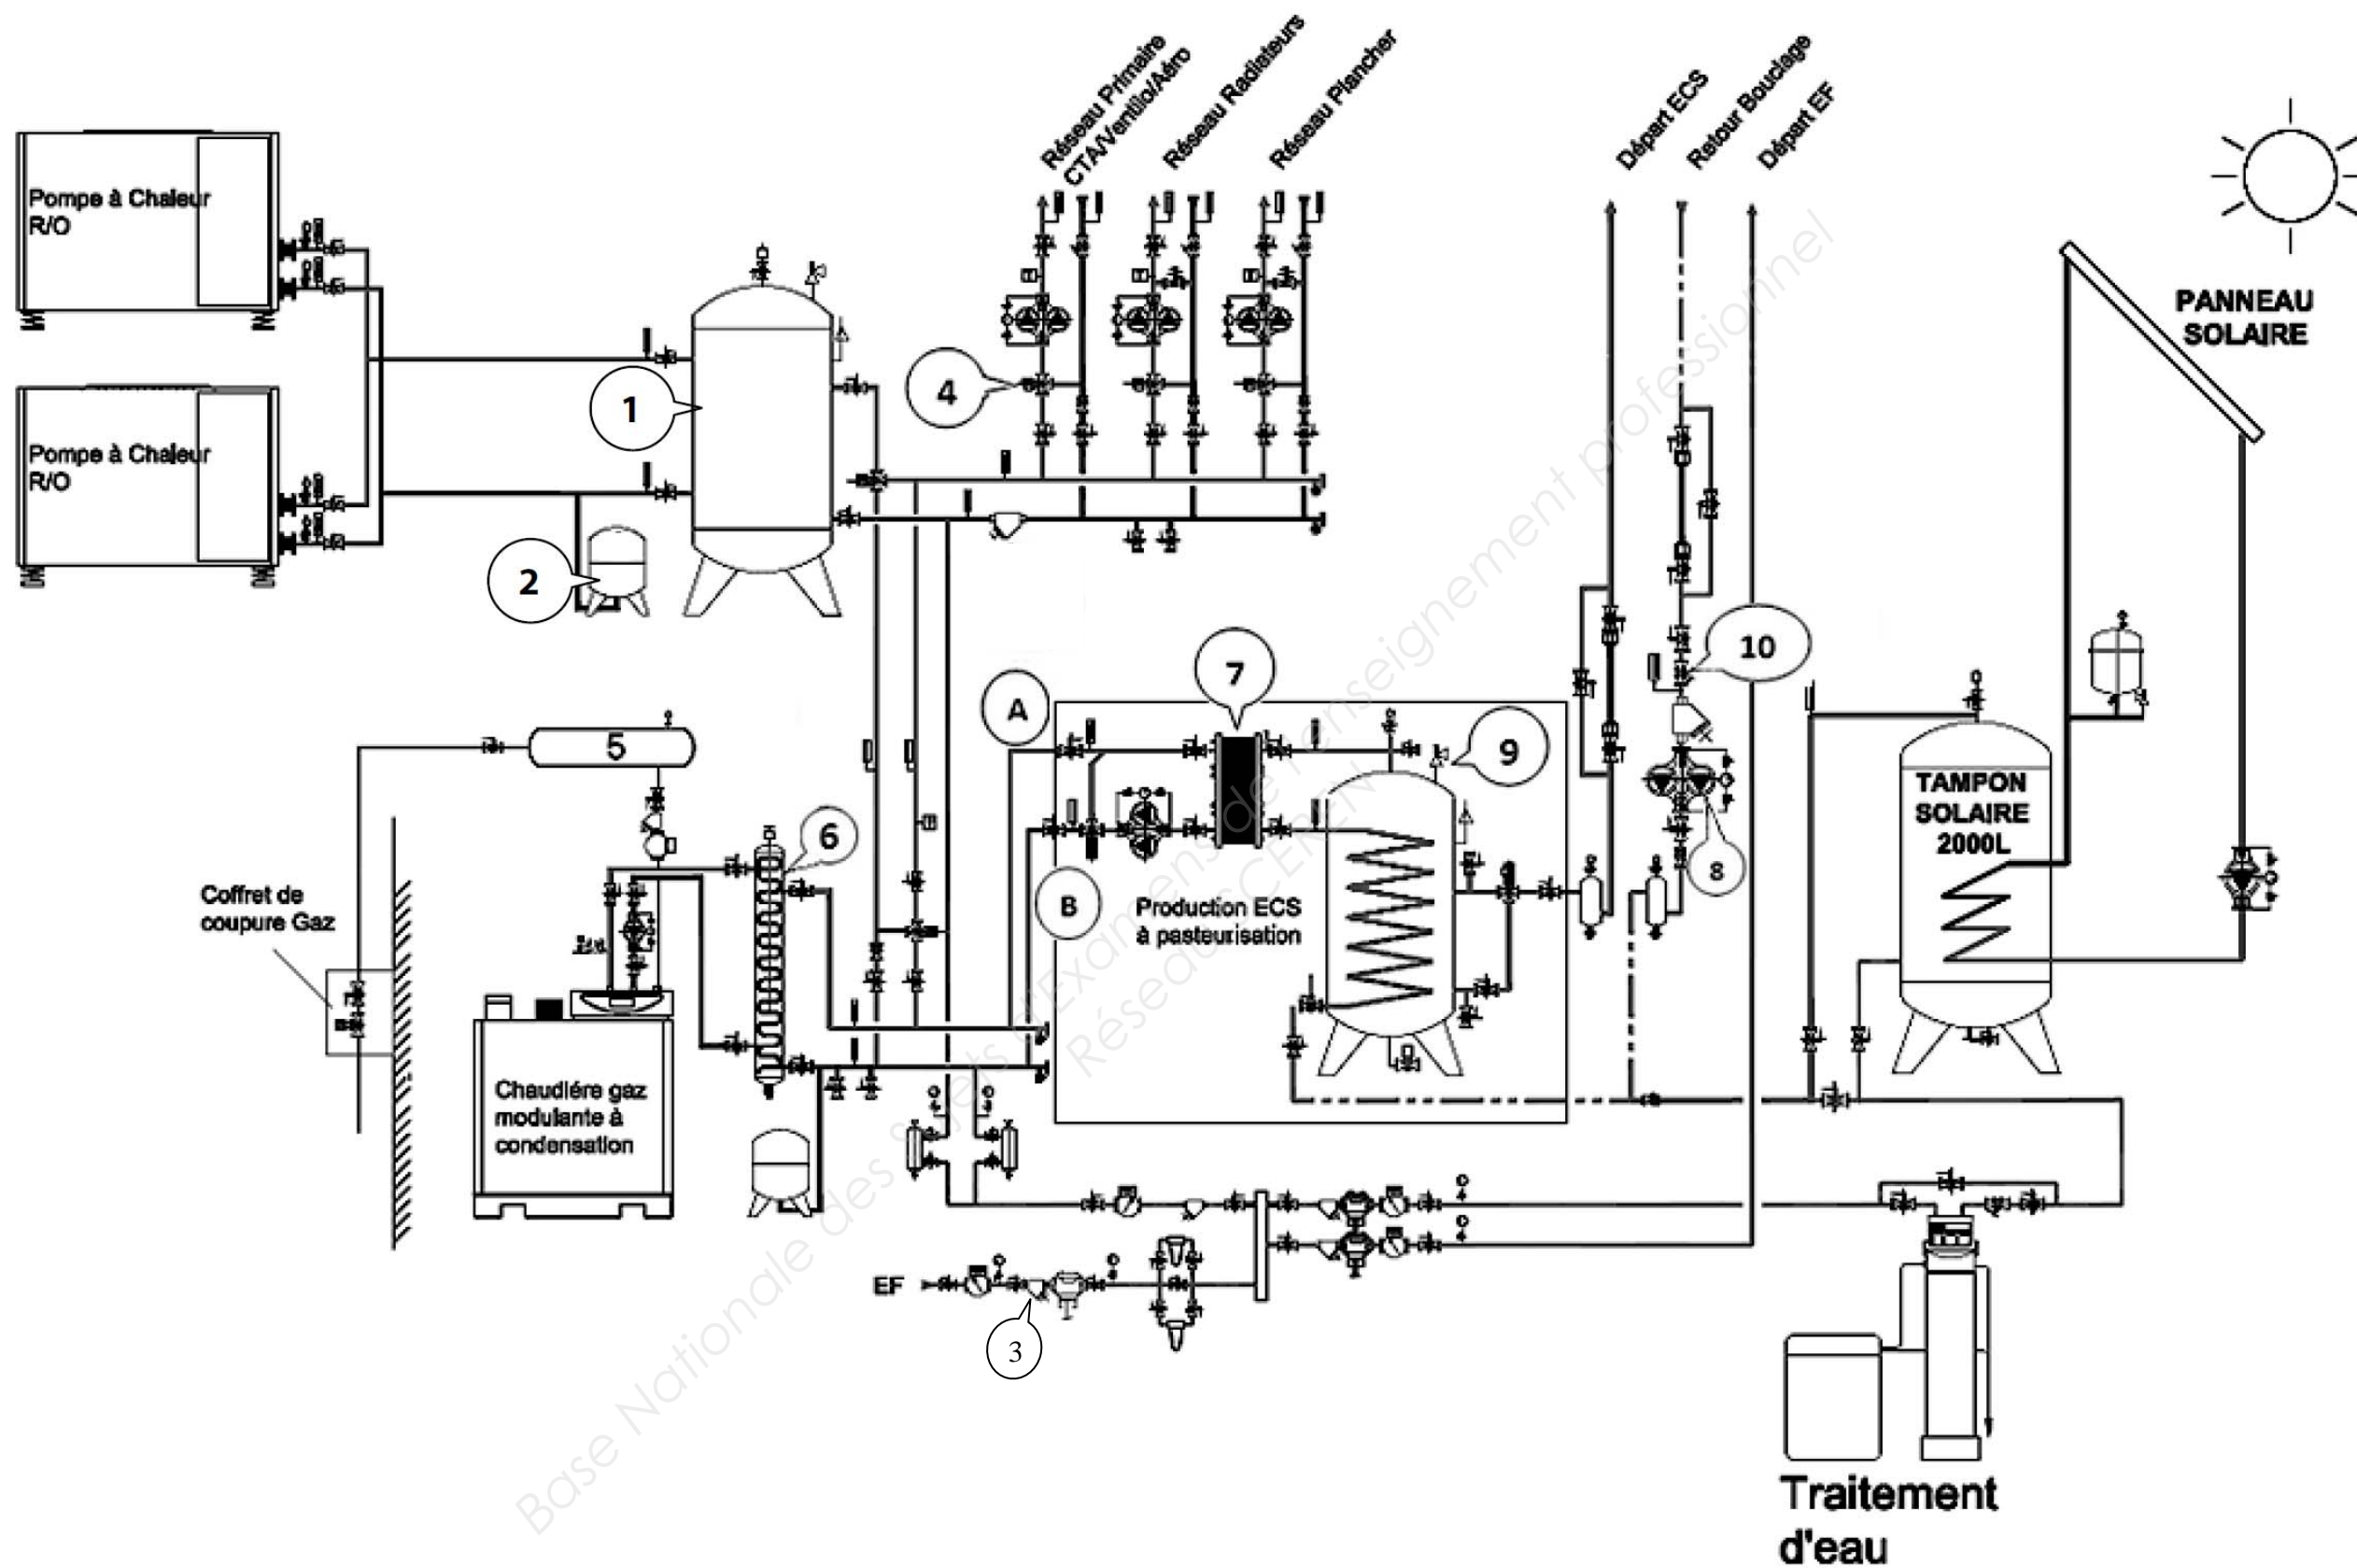 Réseau Primaire
CTA/Ventilo/Aéro
Réseau Radiateurs
Réseau Plancher
Départ ECS
Retour Bouclage
Départ EF
Pompe à Chaleur
R/O
PANNEAU
SOLAIRE
1
4
Pompe à Chaleur
R/O
2
10
7
A
5
9
TAMPON
SOLAIRE
2000L
6
8
Coffret de
coupure Gaz
B
Production ECS
à pasteurisation
Chaudiére gaz
modulante à
condensation
EF
3
Traitement
d'eau
Base Nationale des Sujets d'Examens de l'enseignement professionnel
Réseau SCEREN